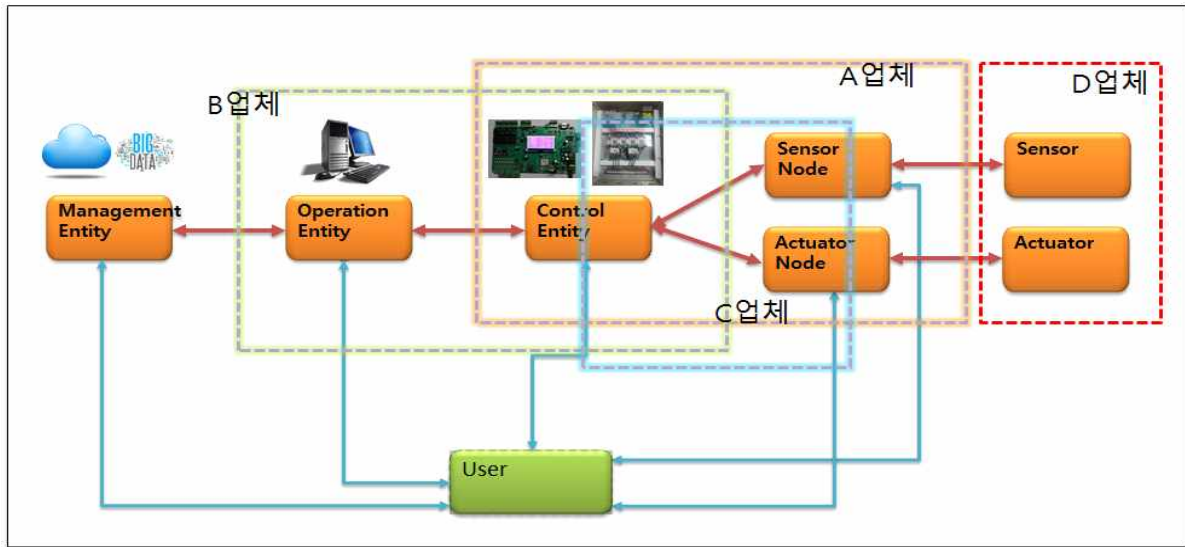 A업체
D업체
B업체
BIG
DATA
Management
Entity
Operation
Entity
Control
Entity
Sensor
Node
Sensor
Actuator
Node
Actuator
C업체
User